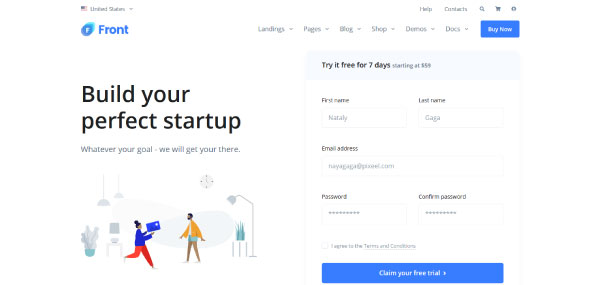 United States
Help Contacts
Front
Landings Pages Blog Shop Demos Docs Buy Now
Build your
perfect startup
Whatever your goal - we will get your there.
Try it free for 7 days starting at $59
First name Last name
Nataly Gaga
Email address
nayagaga@pixeel.com
Password Confirm password
********* *********
I agree to the Terms and Conditions
Claim your free trial